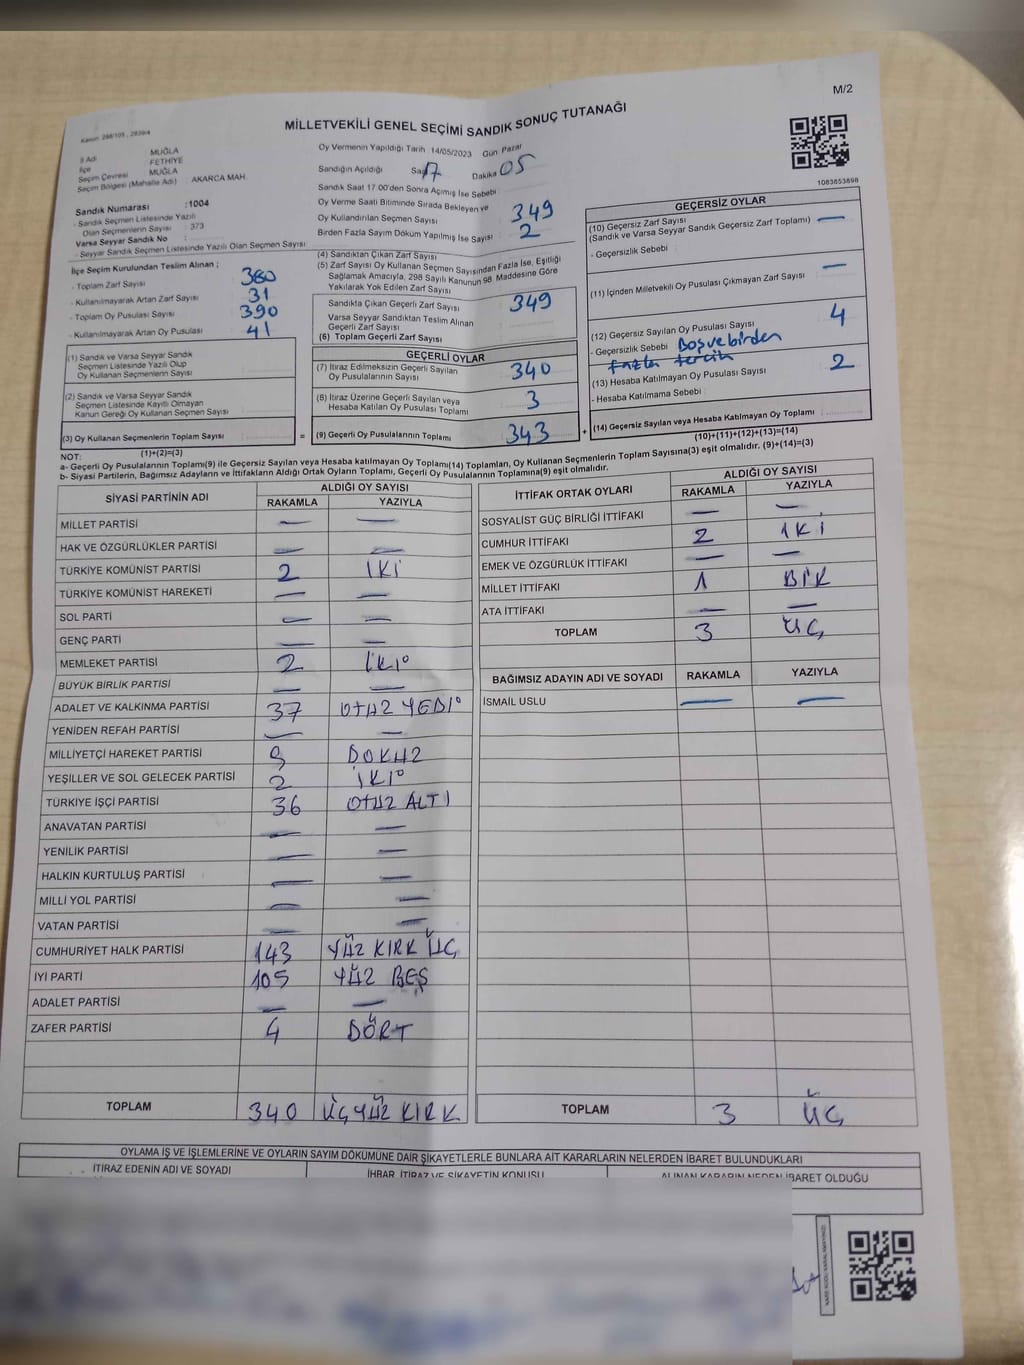 M/2
MİLLETVEKİLİ GENEL SEÇİMİ SANDIK SONUÇ TUTANAĞI
Kanun: 298/105 , 2839/4
İl Adı MUĞLA
İlçe FETHİYE
Seçim Çevresi MUĞLA
Seçim Bölgesi (Mahalle Adı) : AKARCA MAH.
Sandık Numarası :1004
- Sandık Seçmen Listesinde Yazılı
Olan Seçmenlerin Sayısı : 373
Varsa Seyyar Sandık No :
- Seyyar Sandık Seçmen Listesinde Yazılı Olan Seçmen Sayısı :
Oy Vermenin Yapıldığı Tarih 14/05/2023 Gün Pazar
Sandığın Açıldığı Saat 17 Dakika 05
Sandık Saat 17.00'den Sonra Açımış İse Sebebi :
Oy Verme Saati Bitiminde Sırada Bekleyen ve
Oy Kullandırılan Seçmen Sayısı 349
Birden Fazla Sayım Döküm Yapılmış İse Sayısı : 2
1083653898
İlçe Seçim Kurulundan Teslim Alınan ;
- Toplam Zarf Sayısı 380
- Kullanılmayarak Artan Zarf Sayısı 31
- Toplam Oy Pusulası Sayısı 390
- Kullanılmayarak Artan Oy Pusulası 41
(1) Sandık ve Varsa Seyyar Sandık
Seçmen Listesinde Yazılı Olup
Oy Kullanan Seçmenlerin Sayısı
(2) Sandık ve Varsa Seyyar Sandık
Seçmen Listesinde Kayıtlı Olmayan
Kanun Gereği Oy Kullanan Seçmen Sayısı :
(3) Oy Kullanan Seçmenlerin Toplam Sayısı
(1)+(2)=(3)
(4) Sandıktan Çıkan Zarf Sayısı
(5) Zarf Sayısı Oy Kullanan Seçmen Sayısından Fazla İse, Eşitliği
Sağlamak Amacıyla, 298 Sayılı Kanunun 98. Maddesine Göre
Yakılarak Yok Edilen Zarf Sayısı
Sandıkta Çıkan Geçerli Zarf Sayısı 349
Varsa Seyyar Sandıktan Teslim Alınan
Geçerli Zarf Sayısı
(6) Toplam Geçerli Zarf Sayısı
GEÇERLİ OYLAR
(7) İtiraz Edilmeksizin Geçerli Sayılan
Oy Pusulalarının Sayısı 340
(8) İtiraz Üzerine Geçerli Sayılan veya
Hesaba Katılan Oy Pusulası Toplamı 3
= (9) Geçerli Oy Pusulalarının Toplamı 343 +
GEÇERSİZ OYLAR
(10) Geçersiz Zarf Sayısı —
(Sandık ve Varsa Seyyar Sandık Geçersiz Zarf Toplamı)
- Geçersizlik Sebebi :
(11) İçinden Milletvekili Oy Pusulası Çıkmayan Zarf Sayısı —
(12) Geçersiz Sayılan Oy Pusulası Sayısı 4
- Geçersizlik Sebebi Boş ve birden
fazla tercih
(13) Hesaba Katılmayan Oy Pusulası Sayısı 2
- Hesaba Katılmama Sebebi :
(14) Geçersiz Sayılan veya Hesaba Katılmayan Oy Toplamı :
(10)+(11)+(12)+(13)=(14)
NOT:
a- Geçerli Oy Pusulalarının Toplamı(9) ile Geçersiz Sayılan veya Hesaba Katılmayan Oy Toplamı(14) Toplamları, Oy Kullanan Seçmenlerin Toplam Sayısına(3) eşit olmalıdır. (9)+(14)=(3)
b- Siyasi Partilerin, Bağımsız Adayların ve İttifakların Aldığı Ortak Oyların Toplamı, Geçerli Oy Pusulalarının Toplamına(9) eşit olmalıdır.
SİYASİ PARTİNİN ADI ALDIĞI OY SAYISI
RAKAMLA YAZIYLA
MİLLET PARTİSİ — —
HAK VE ÖZGÜRLÜKLER PARTİSİ — —
TÜRKİYE KOMÜNİST PARTİSİ 2 İKİ
TÜRKİYE KOMÜNİST HAREKETİ — —
SOL PARTİ — —
GENÇ PARTİ — —
MEMLEKET PARTİSİ 2 İKİ
BÜYÜK BİRLİK PARTİSİ — —
ADALET VE KALKINMA PARTİSİ 37 OTUZ YEDİ
YENİDEN REFAH PARTİSİ — —
MİLLİYETÇİ HAREKET PARTİSİ 9 DOKUZ
YEŞİLLER VE SOL GELECEK PARTİSİ 2 İKİ
TÜRKİYE İŞÇİ PARTİSİ 36 OTUZ ALTI
ANAVATAN PARTİSİ — —
YENİLİK PARTİSİ — —
HALKIN KURTULUŞ PARTİSİ — —
MİLLİ YOL PARTİSİ — —
VATAN PARTİSİ — —
CUMHURİYET HALK PARTİSİ 143 YÜZ KIRK ÜÇ
İYİ PARTİ 105 YÜZ BEŞ
ADALET PARTİSİ — —
ZAFER PARTİSİ 4 DÖRT
TOPLAM 340 ÜÇ YÜZ KIRK
İTTİFAK ORTAK OYLARI ALDIĞI OY SAYISI
RAKAMLA YAZIYLA
SOSYALİST GÜÇ BİRLİĞİ İTTİFAKI — —
CUMHUR İTTİFAKI 2 İKİ
EMEK VE ÖZGÜRLÜK İTTİFAKI — —
MİLLET İTTİFAKI 1 BİR
ATA İTTİFAKI — —
TOPLAM 3 ÜÇ
BAĞIMSIZ ADAYIN ADI VE SOYADI RAKAMLA YAZIYLA
İSMAİL USLU — —
TOPLAM 3 ÜÇ
OYLAMA İŞ VE İŞLEMLERİNE VE OYLARIN SAYIM DÖKÜMÜNE DAİR ŞİKAYETLERLE BUNLARA AİT KARARLARIN NELERDEN İBARET BULUNDUKLARI
İTİRAZ EDENİN ADI VE SOYADI İHBAR, İTİRAZ VE ŞİKAYETİN KONUSU ALINAN KARARIN NEDEN İBARET OLDUĞU
KARE KODU KARALAMAYINIZ!